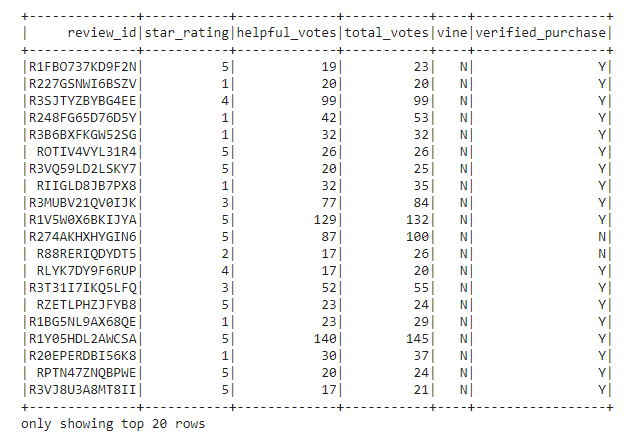 +--------------+-----------+-------------+-----------+----+-----------------+
|     review_id|star_rating|helpful_votes|total_votes|vine|verified_purchase|
+--------------+-----------+-------------+-----------+----+-----------------+
|R1FBO737KD9F2N|          5|           19|         23|   N|                Y|
|R227GSNWI6BSZV|          1|           20|         20|   N|                Y|
|R3SJTYZBYBG4EE|          4|           99|         99|   N|                Y|
|R248FG65D76D5Y|          1|           42|         53|   N|                Y|
|R3B6BXFKGW52SG|          1|           32|         32|   N|                Y|
| ROTIV4VYL31R4|          5|           26|         26|   N|                Y|
|R3VQ59LD2LSKY7|          5|           20|         25|   N|                Y|
| RIIGLD8JB7PX8|          1|           32|         35|   N|                Y|
|R3MUBV21QV0IJK|          3|           77|         84|   N|                Y|
|R1V5W0X6BKIJYA|          5|          129|        132|   N|                Y|
|R274AKHXHYGIN6|          5|           87|        100|   N|                N|
| R88RERIQDYDT5|          2|           17|         26|   N|                N|
| RLYK7DY9F6RUP|          4|           17|         20|   N|                Y|
|R3T31I7IKQ5LFQ|          3|           52|         55|   N|                Y|
| RZETLPHZJFYB8|          5|           23|         24|   N|                Y|
|R1BG5NL9AX68QE|          1|           23|         29|   N|                Y|
|R1Y05HDL2AWCSA|          5|          140|        145|   N|                Y|
|R20EPERDBI56K8|          1|           30|         37|   N|                Y|
| RPTN47ZNQBPWE|          5|           20|         24|   N|                Y|
|R3VJ8U3A8MT8II|          5|           17|         21|   N|                Y|
+--------------+-----------+-------------+-----------+----+-----------------+
only showing top 20 rows